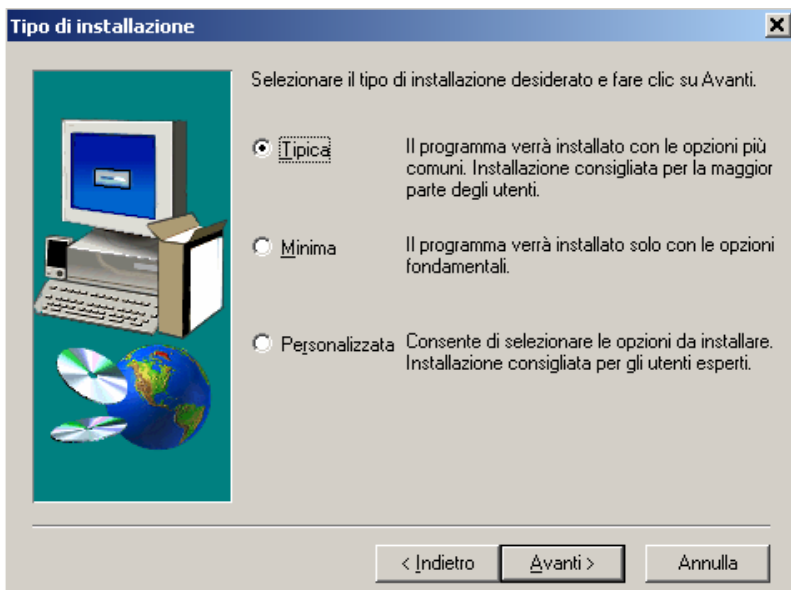 Tipo di installazione
Selezionare il tipo di installazione desiderato e fare clic su Avanti.
Tipica
Il programma verrà installato con le opzioni più
comuni. Installazione consigliata per la maggior
parte degli utenti.
Minima
Il programma verrà installato solo con le opzioni
fondamentali.
Personalizzata
Consente di selezionare le opzioni da installare.
Installazione consigliata per gli utenti esperti.
< Indietro
Avanti >
Annulla